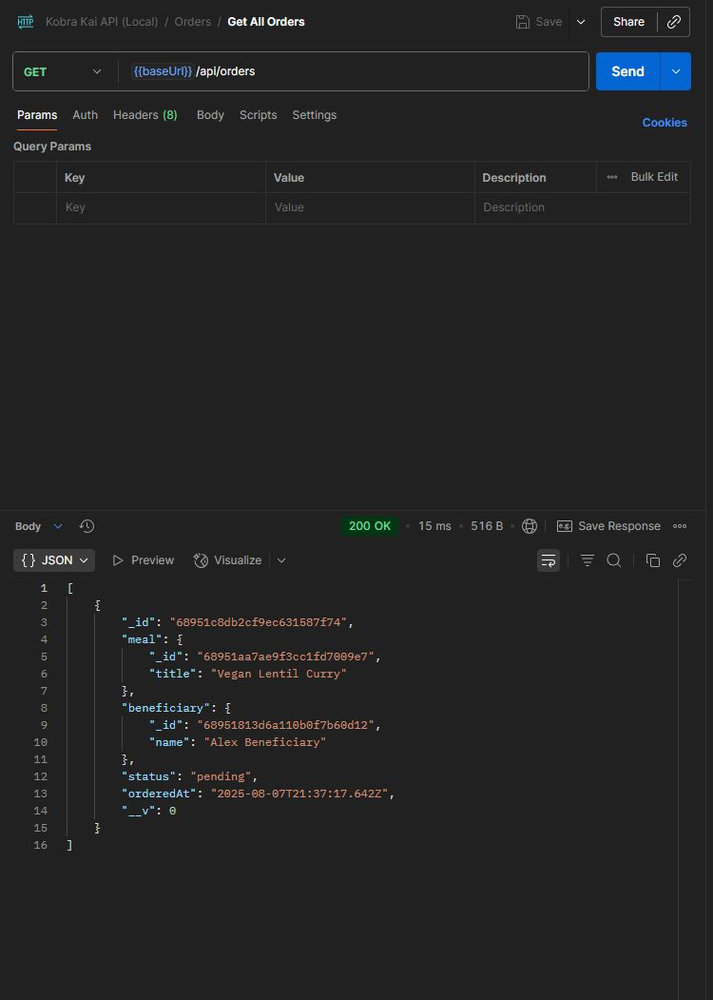 HTTP Kobra Kai API (Local) / Orders / Get All Orders Save Share
GET {{baseUrl}} /api/orders Send
Params Auth Headers (8) Body Scripts Settings Cookies
Query Params
Key Value Description ••• Bulk Edit
Key Value Description
Body 200 OK • 15 ms • 516 B • e.g. Save Response •••
{} JSON Preview Visualize
1 [
2 {
3 "_id": "68951c8db2cf9ec631587f74",
4 "meal": {
5 "_id": "68951aa7ae9f3cc1fd7009e7",
6 "title": "Vegan Lentil Curry"
7 },
8 "beneficiary": {
9 "_id": "68951813d6a110b0f7b60d12",
10 "name": "Alex Beneficiary"
11 },
12 "status": "pending",
13 "orderedAt": "2025-08-07T21:37:17.642Z",
14 "__v": 0
15 }
16 ]